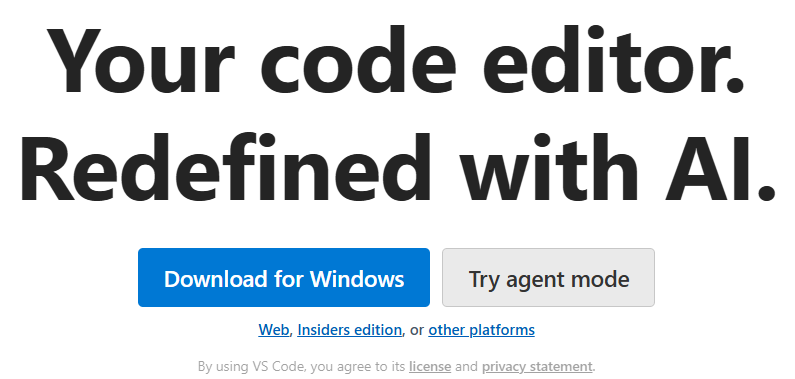 Your code editor.
Redefined with AI.
Download for Windows
Try agent mode
Web, Insiders edition, or other platforms
By using VS Code, you agree to its license and privacy statement.